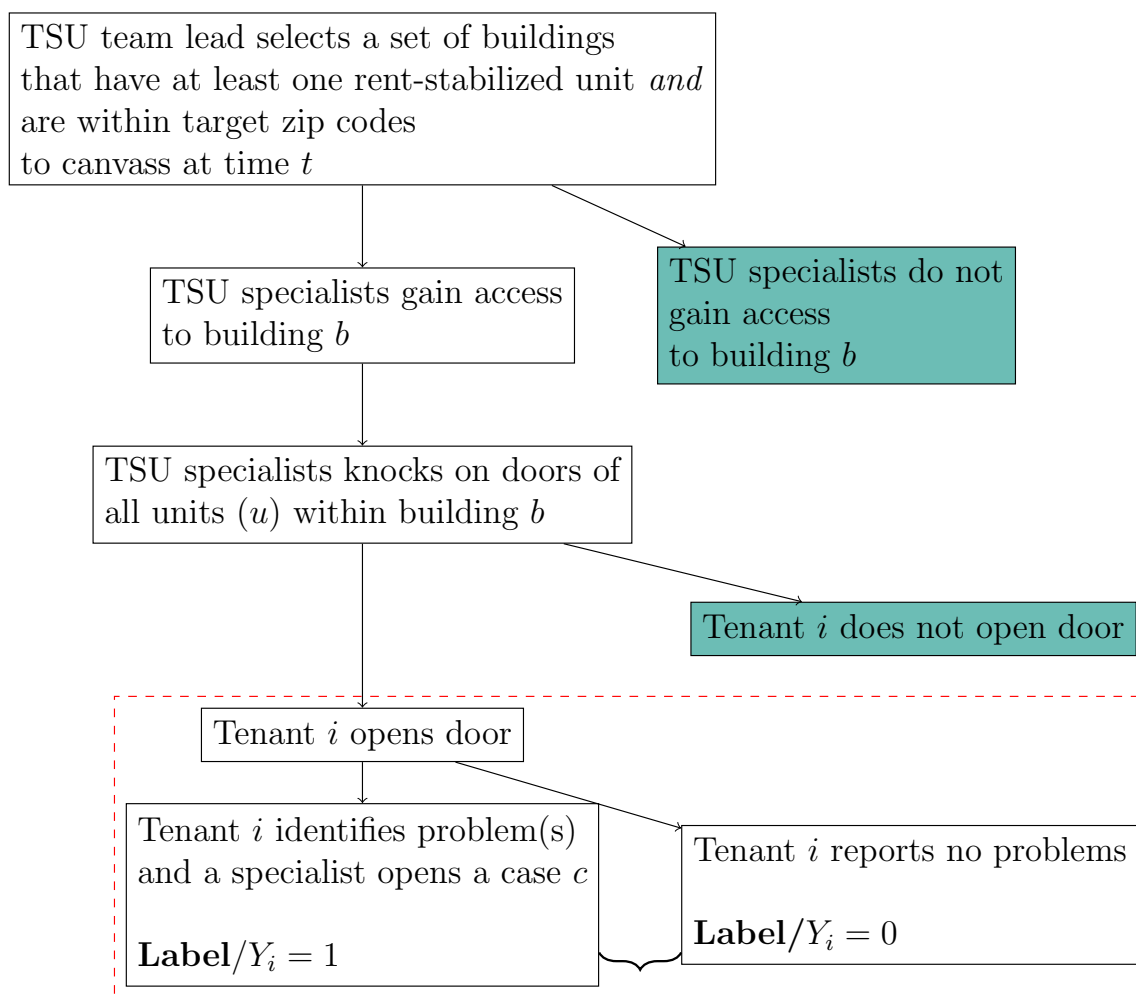 TSU team lead selects a set of buildings
that have at least one rent-stabilized unit and
are within target zip codes
to canvass at time t
TSU specialists do not
gain access
to building b
TSU specialists gain access
to building b
TSU specialists knocks on doors of
all units (u) within building b
Tenant i does not open door
Tenant i opens door
Tenant i identifies problem(s)
and a specialist opens a case c
Label/Y_i = 1
Tenant i reports no problems
Label/Y_i = 0